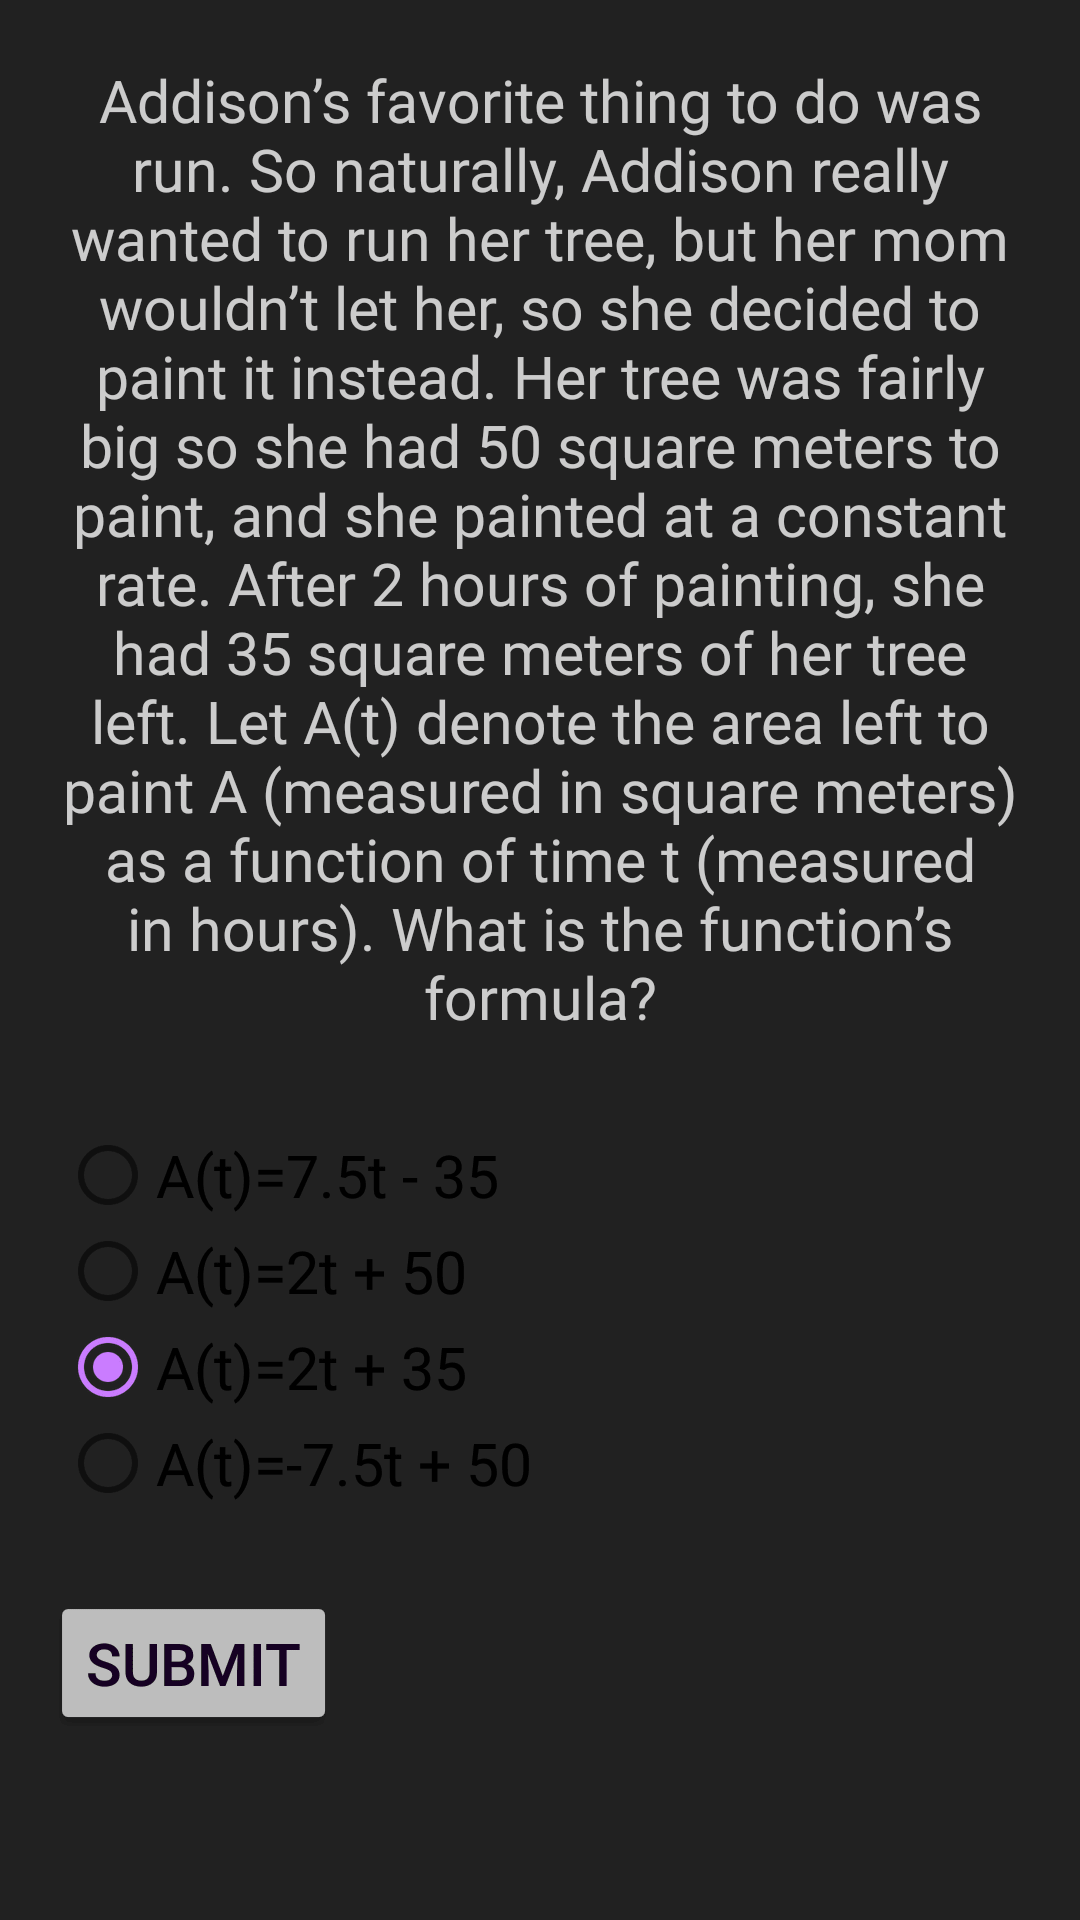 Addison’s favorite thing to do was
run. So naturally, Addison really
wanted to run her tree, but her mom
wouldn’t let her, so she decided to
paint it instead. Her tree was fairly
big so she had 50 square meters to
paint, and she painted at a constant
rate. After 2 hours of painting, she
had 35 square meters of her tree
left. Let A(t) denote the area left to
paint A (measured in square meters)
as a function of time t (measured
in hours). What is the function’s
formula?
A(t)=7.5t - 35
A(t)=2t + 50
A(t)=2t + 35
A(t)=-7.5t + 50
SUBMIT